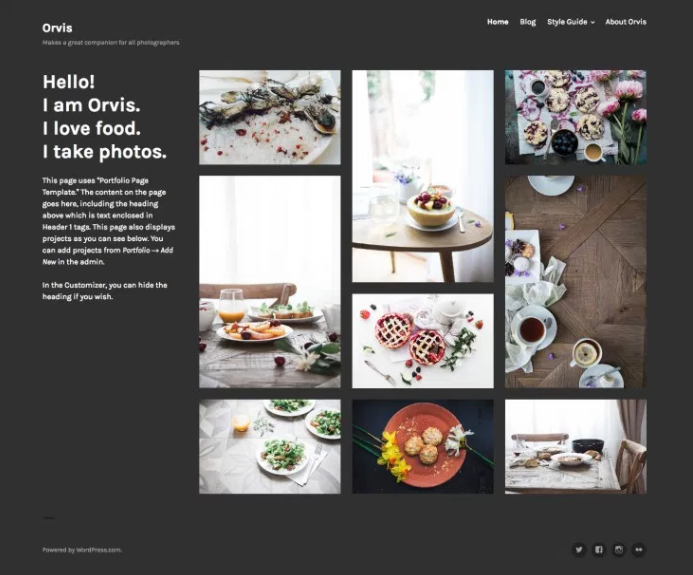 Orvis
Makes a great companion for all photographers
Home Blog Style Guide About Orvis
Hello!
I am Orvis.
I love food.
I take photos.
This page uses "Portfolio Page
Template." The content on the page
goes here, including the heading
above which is text enclosed in
Header 1 tags. This page also displays
projects as you can see below. You
can add projects from Portfolio → Add
New in the admin.
In the Customizer, you can hide the
heading if you wish.
Powered by WordPress.com.